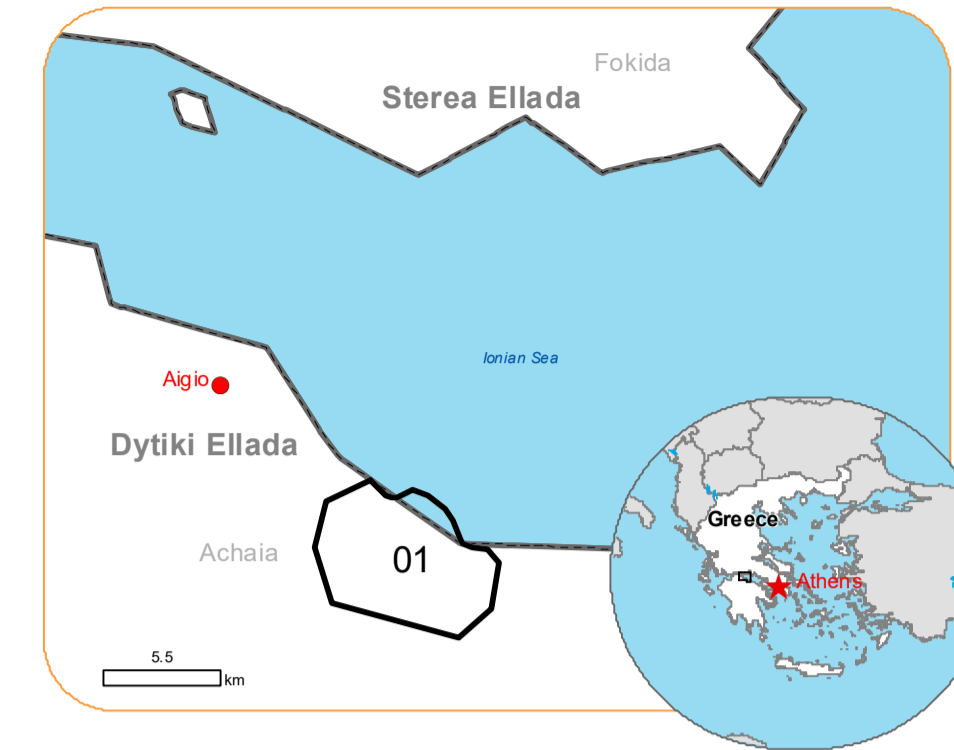 Fokida
Sterea Ellada
Ionian Sea
Aigio
Dytiki Ellada
Greece
Achaia
01
Athens
5.5
km